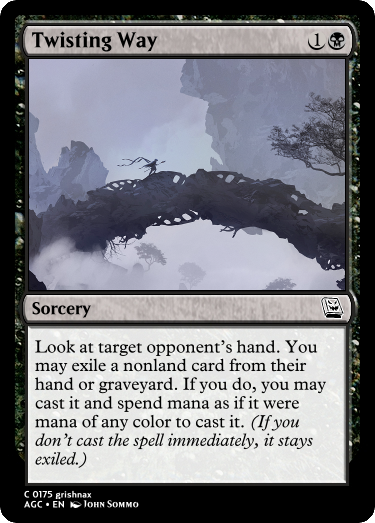 Twisting Way 1
Sorcery
Look at target opponent's hand. You
may exile a nonland card from their
hand or graveyard. If you do, you may
cast it and spend mana as if it were
mana of any color to cast it. (If you
don't cast the spell immediately, it stays
exiled.)
C 0175 grishnax
AGC • EN John Sommo